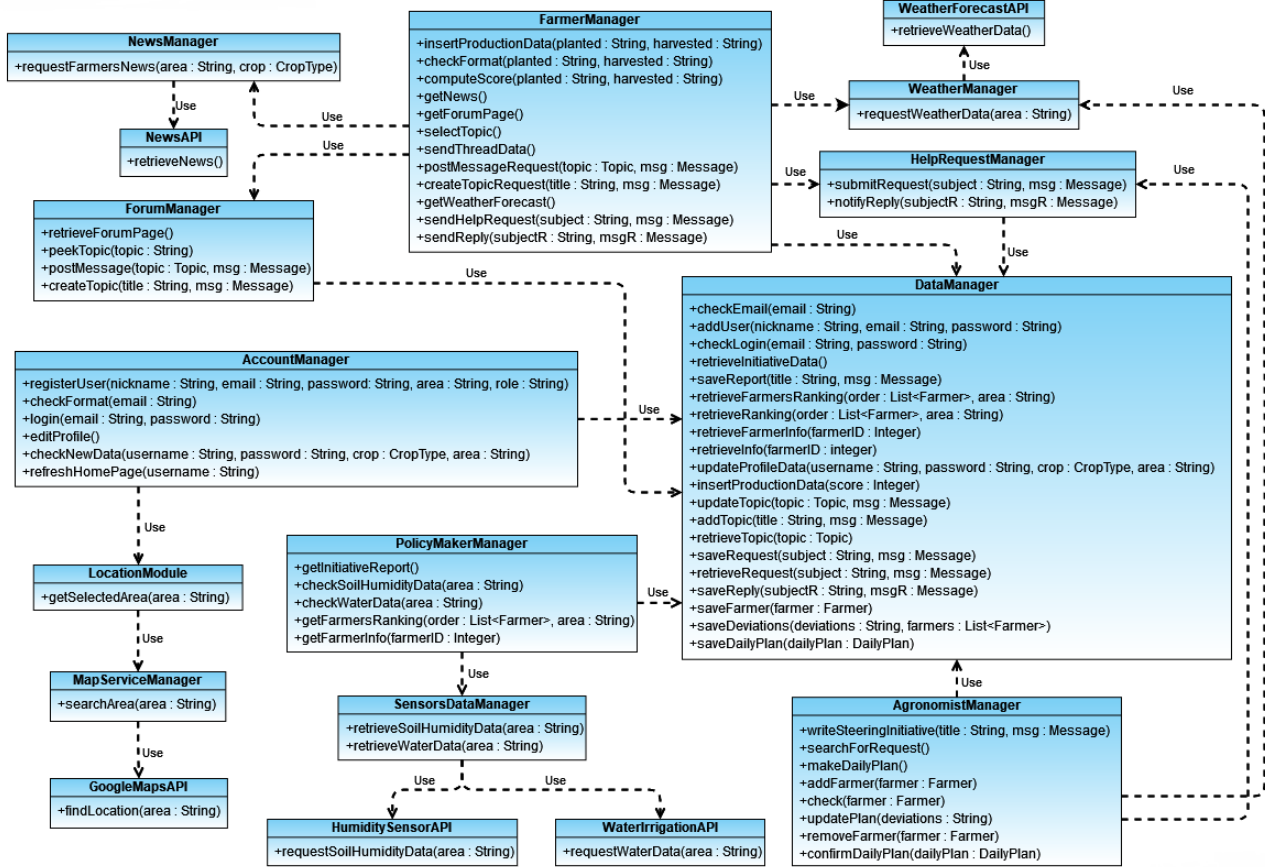 NewsManager
+requestFarmersNews(area : String, crop : CropType)
Use
NewsAPI
+retrieveNews()
FarmerManager
+insertProductionData(planted : String, harvested : String)
+checkFormat(planted : String, harvested : String)
+computeScore(planted : String, harvested : String)
+getNews()
+getForumPage()
+selectTopic()
+sendThreadData()
+postMessageRequest(topic : Topic, msg : Message)
+createTopicRequest(title : String, msg : Message)
+getWeatherForecast()
+sendHelpRequest(subject : String, msg : Message)
+sendReply(subjectR : String, msgR : Message)
Use
Use
Use
Use
Use
WeatherForecastAPI
+retrieveWeatherData()
Use
WeatherManager
+requestWeatherData(area : String)
Use
HelpRequestManager
+submitRequest(subject : String, msg : Message)
+notifyReply(subjectR : String, msgR : Message)
Use
Use
ForumManager
+retrieveForumPage()
+peekTopic(topic : String)
+postMessage(topic : Topic, msg : Message)
+createTopic(title : String, msg : Message)
Use
DataManager
+checkEmail(email : String)
+addUser(nickname : String, email : String, password : String)
+checkLogin(email : String, password : String)
+retrieveInitiativeData()
+saveReport(title : String, msg : Message)
+retrieveFarmersRanking(order : List<Farmer>, area : String)
+retrieveRanking(order : List<Farmer>, area : String)
+retrieveFarmerInfo(farmerID : Integer)
+retrieveInfo(farmerID : integer)
+updateProfileData(username : String, password : String, crop : CropType, area : String)
+insertProductionData(score : Integer)
+updateTopic(topic : Topic, msg : Message)
+addTopic(title : String, msg : Message)
+retrieveTopic(topic : Topic)
+saveRequest(subject : String, msg : Message)
+retrieveRequest(subject : String, msg : Message)
+saveReply(subjectR : String, msgR : Message)
+saveFarmer(farmer : Farmer)
+saveDeviations(deviations : String, farmers : List<Farmer>)
+saveDailyPlan(dailyPlan : DailyPlan)
AccountManager
+registerUser(nickname : String, email : String, password: String, area : String, role : String)
+checkFormat(email : String)
+login(email : String, password : String)
+editProfile()
+checkNewData(username : String, password : String, crop : CropType, area : String)
+refreshHomePage(username : String)
Use
Use
LocationModule
+getSelectedArea(area : String)
Use
MapServiceManager
+searchArea(area : String)
Use
GoogleMapsAPI
+findLocation(area : String)
PolicyMakerManager
+getInitiativeReport()
+checkSoilHumidityData(area : String)
+checkWaterData(area : String)
+getFarmersRanking(order : List<Farmer>, area : String)
+getFarmerInfo(farmerID : Integer)
Use
Use
SensorsDataManager
+retrieveSoilHumidityData(area : String)
+retrieveWaterData(area : String)
Use
Use
HumiditySensorAPI
+requestSoilHumidityData(area : String)
WaterIrrigationAPI
+requestWaterData(area : String)
Use
AgronomistManager
+writeSteeringInitiative(title : String, msg : Message)
+searchForRequest()
+makeDailyPlan()
+addFarmer(farmer : Farmer)
+check(farmer : Farmer)
+updatePlan(deviations : String)
+removeFarmer(farmer : Farmer)
+confirmDailyPlan(dailyPlan : DailyPlan)